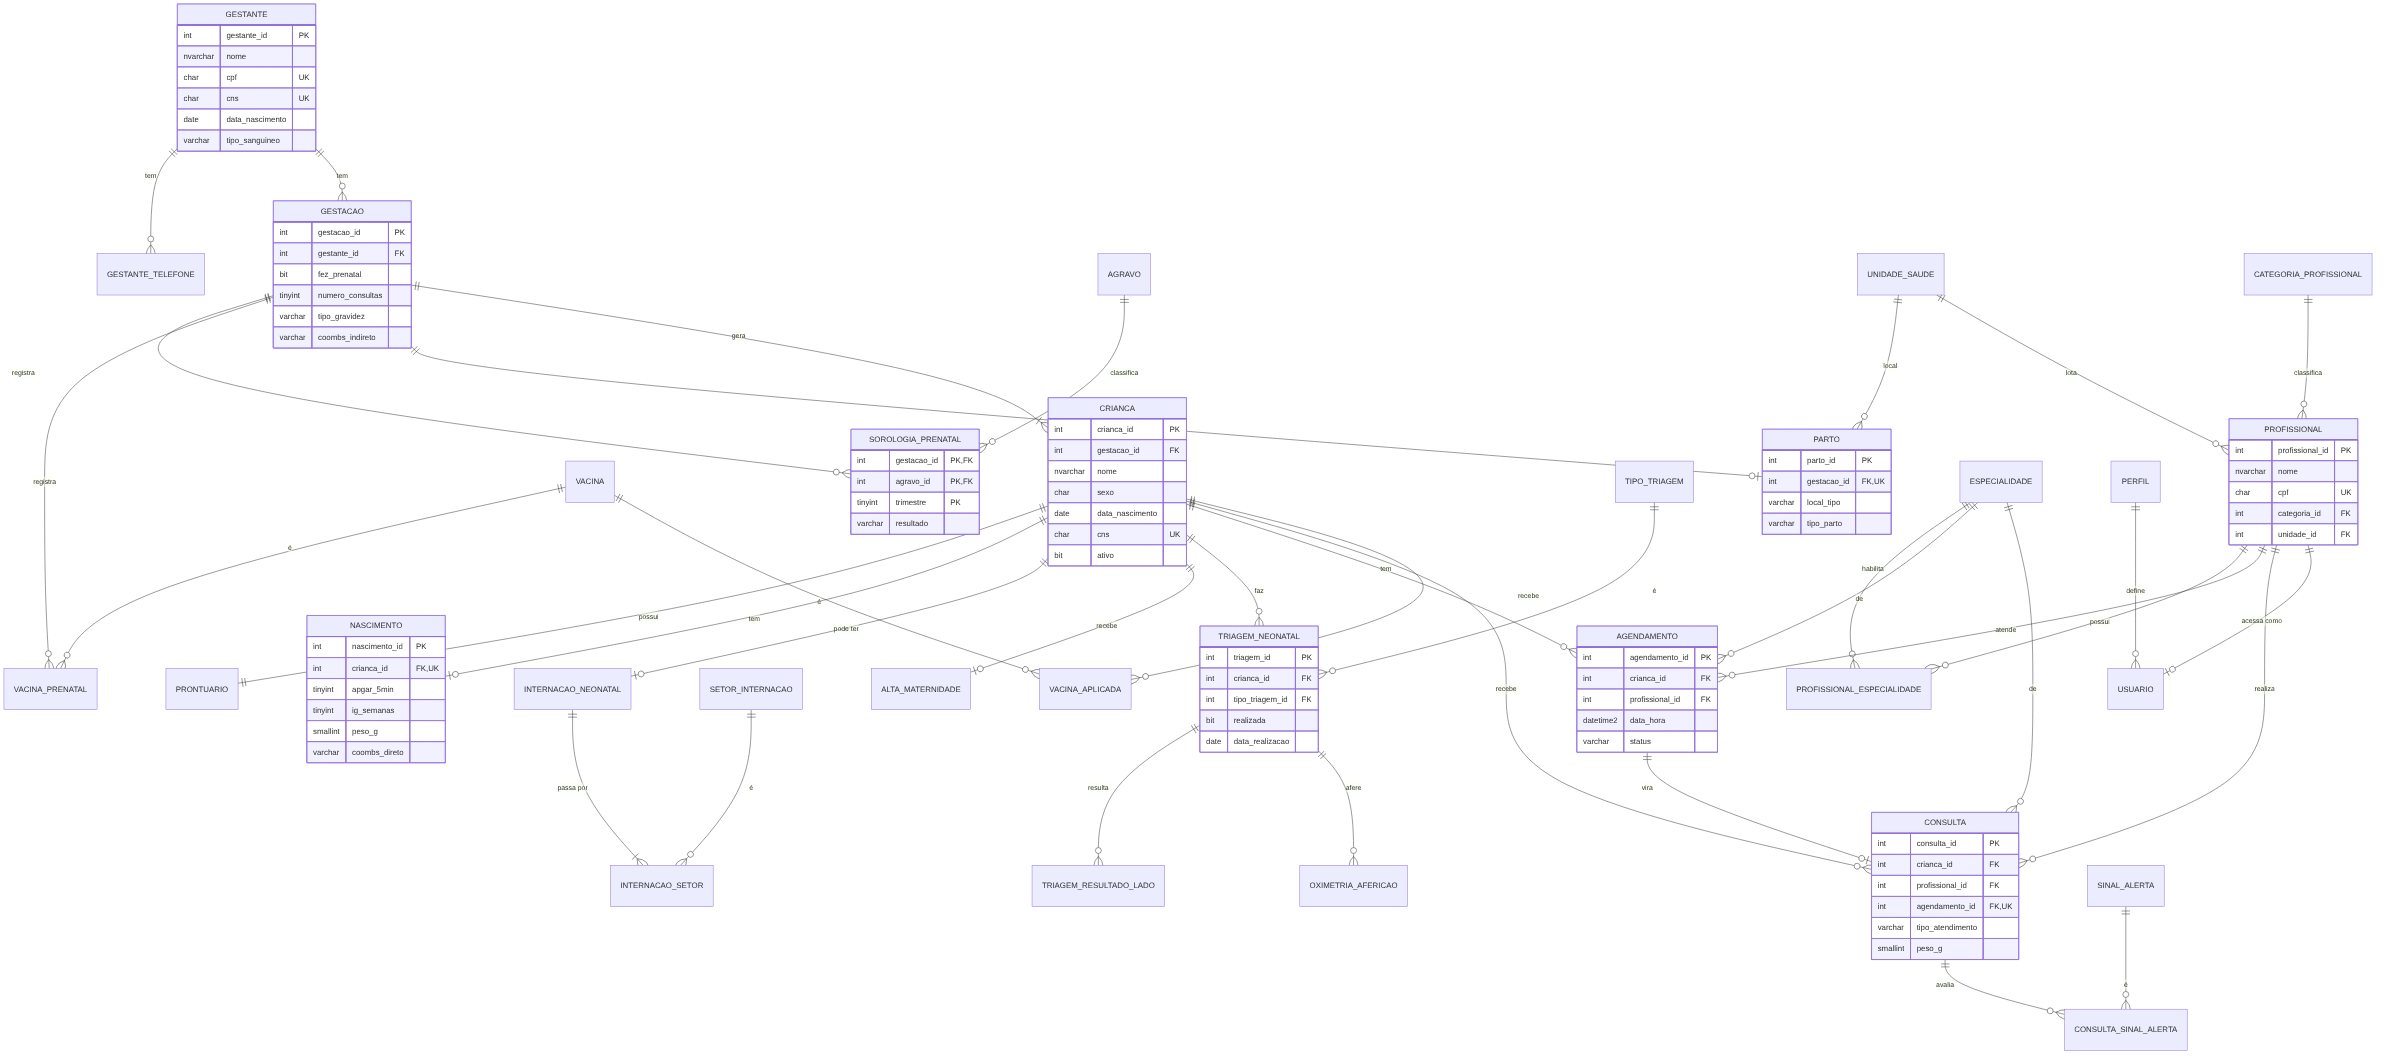 GESTANTE
int gestante_id PK
nvarchar nome
char cpf UK
char cns UK
date data_nascimento
varchar tipo_sanguineo
tem
tem
GESTACAO
int gestacao_id PK
int gestante_id FK
bit fez_prenatal
tinyint numero_consultas
varchar tipo_gravidez
varchar coombs_indireto
GESTANTE_TELEFONE
AGRAVO
UNIDADE_SAUDE
CATEGORIA_PROFISSIONAL
registra
gera
classifica
local
lota
classifica
CRIANCA
int crianca_id PK
int gestacao_id FK
nvarchar nome
char sexo
date data_nascimento
char cns UK
bit ativo
SOROLOGIA_PRENATAL
int gestacao_id PK,FK
int agravo_id PK,FK
tinyint trimestre PK
varchar resultado
PARTO
int parto_id PK
int gestacao_id FK,UK
varchar local_tipo
varchar tipo_parto
PROFISSIONAL
int profissional_id PK
nvarchar nome
char cpf UK
int categoria_id FK
int unidade_id FK
registra
VACINA
TIPO_TRIAGEM
ESPECIALIDADE
PERFIL
é
possui
tem
é
pode ter
recebe
faz
tem
recebe
é
habilita
de
define
atende
possui
acessa como
VACINA_PRENATAL
PRONTUARIO
NASCIMENTO
int nascimento_id PK
int crianca_id FK,UK
tinyint apgar_5min
tinyint ig_semanas
smallint peso_g
varchar coombs_direto
INTERNACAO_NEONATAL
SETOR_INTERNACAO
ALTA_MATERNIDADE
VACINA_APLICADA
TRIAGEM_NEONATAL
int triagem_id PK
int crianca_id FK
int tipo_triagem_id FK
bit realizada
date data_realizacao
AGENDAMENTO
int agendamento_id PK
int crianca_id FK
int profissional_id FK
datetime2 data_hora
varchar status
PROFISSIONAL_ESPECIALIDADE
USUARIO
recebe
de
realiza
passa por
é
resulta
afere
vira
INTERNACAO_SETOR
TRIAGEM_RESULTADO_LADO
OXIMETRIA_AFERICAO
CONSULTA
int consulta_id PK
int crianca_id FK
int profissional_id FK
int agendamento_id FK,UK
varchar tipo_atendimento
smallint peso_g
SINAL_ALERTA
avalia
é
CONSULTA_SINAL_ALERTA